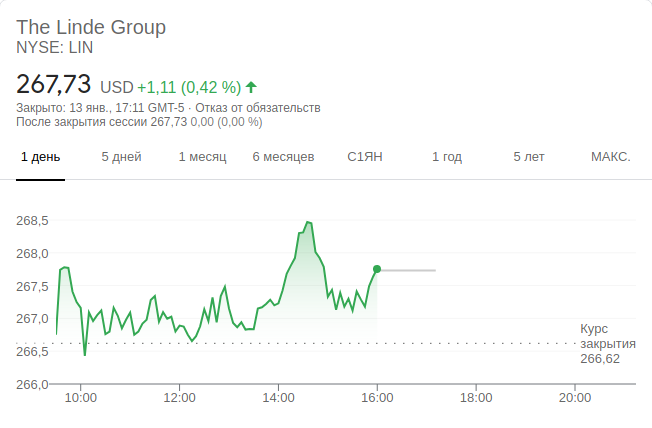 The Linde Group
NYSE: LIN
267,73 USD +1,11 (0,42 %)
Закрыто: 13 янв., 17:11 GMT-5 · Отказ от обязательств
После закрытия сессии 267,73 0,00 (0,00 %)
1 день 5 дней 1 месяц 6 месяцев С1ЯН 1 год 5 лет МАКС.
268,5
268,0
267,5
267,0
266,5
266,0
Курс
закрытия
266,62
10:00 12:00 14:00 16:00 18:00 20:00